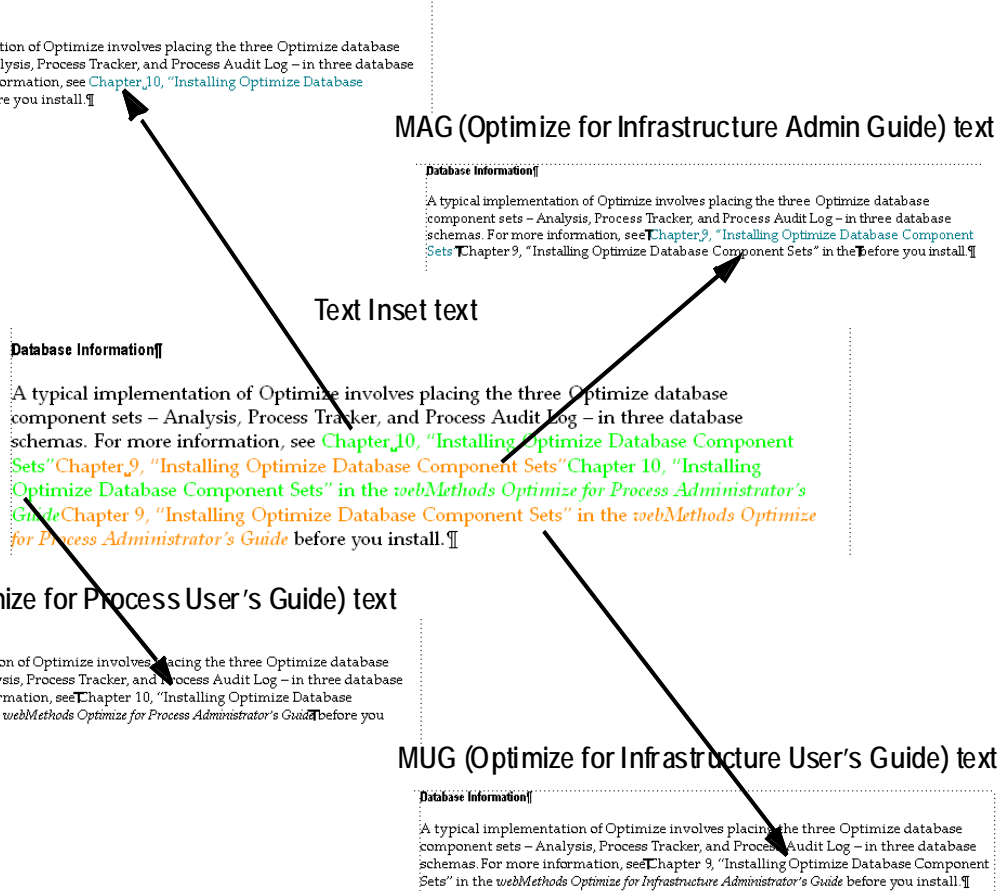 tion of Optimize involves placing the three Optimize database
lysis, Process Tracker, and Process Audit Log – in three database
ormation, see Chapter 10, “Installing Optimize Database
re you install.¶
MAG (Optimize for Infrastructure Admin Guide) text
Database Information¶
A typical implementation of Optimize involves placing the three Optimize database
component sets – Analysis, Process Tracker, and Process Audit Log – in three database
schemas. For more information, see Chapter 9, “Installing Optimize Database Component
Sets” Chapter 9, “Installing Optimize Database Component Sets” in the before you install.¶
Text Inset text
Database Information¶
A typical implementation of Optimize involves placing the three Optimize database
component sets – Analysis, Process Tracker, and Process Audit Log – in three database
schemas. For more information, see Chapter 10, “Installing Optimize Database Component
Sets”Chapter 9, “Installing Optimize Database Component Sets”Chapter 10, “Installing
Optimize Database Component Sets” in the webMethods Optimize for Process Administrator’s
GuideChapter 9, “Installing Optimize Database Component Sets” in the webMethods Optimize
for Process Administrator’s Guide before you install.¶
mize for Process User’s Guide) text
on of Optimize involves placing the three Optimize database
ysis, Process Tracker, and Process Audit Log – in three database
rmation, see Chapter 10, “Installing Optimize Database
webMethods Optimize for Process Administrator’s Guide before you
MUG (Optimize for Infrastructure User’s Guide) text
Database Information¶
A typical implementation of Optimize involves placing the three Optimize database
component sets – Analysis, Process Tracker, and Process Audit Log – in three database
schemas. For more information, see Chapter 9, “Installing Optimize Database Component
Sets” in the webMethods Optimize for Infrastructure Administrator’s Guide before you install.¶